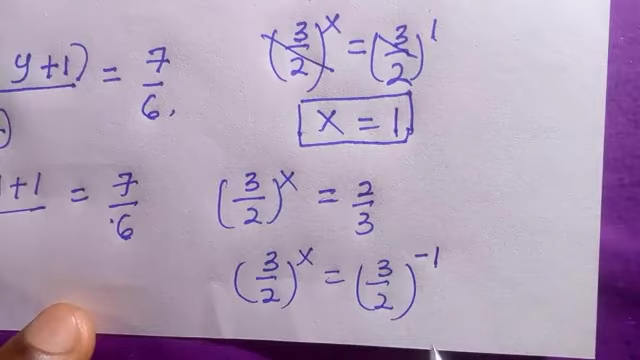 y+1) = 7/6.
1+1 = 7/6
(3/2)^x = (3/2)^1
x = 1
(3/2)^x = 2/3
(3/2)^x = (3/2)^-1